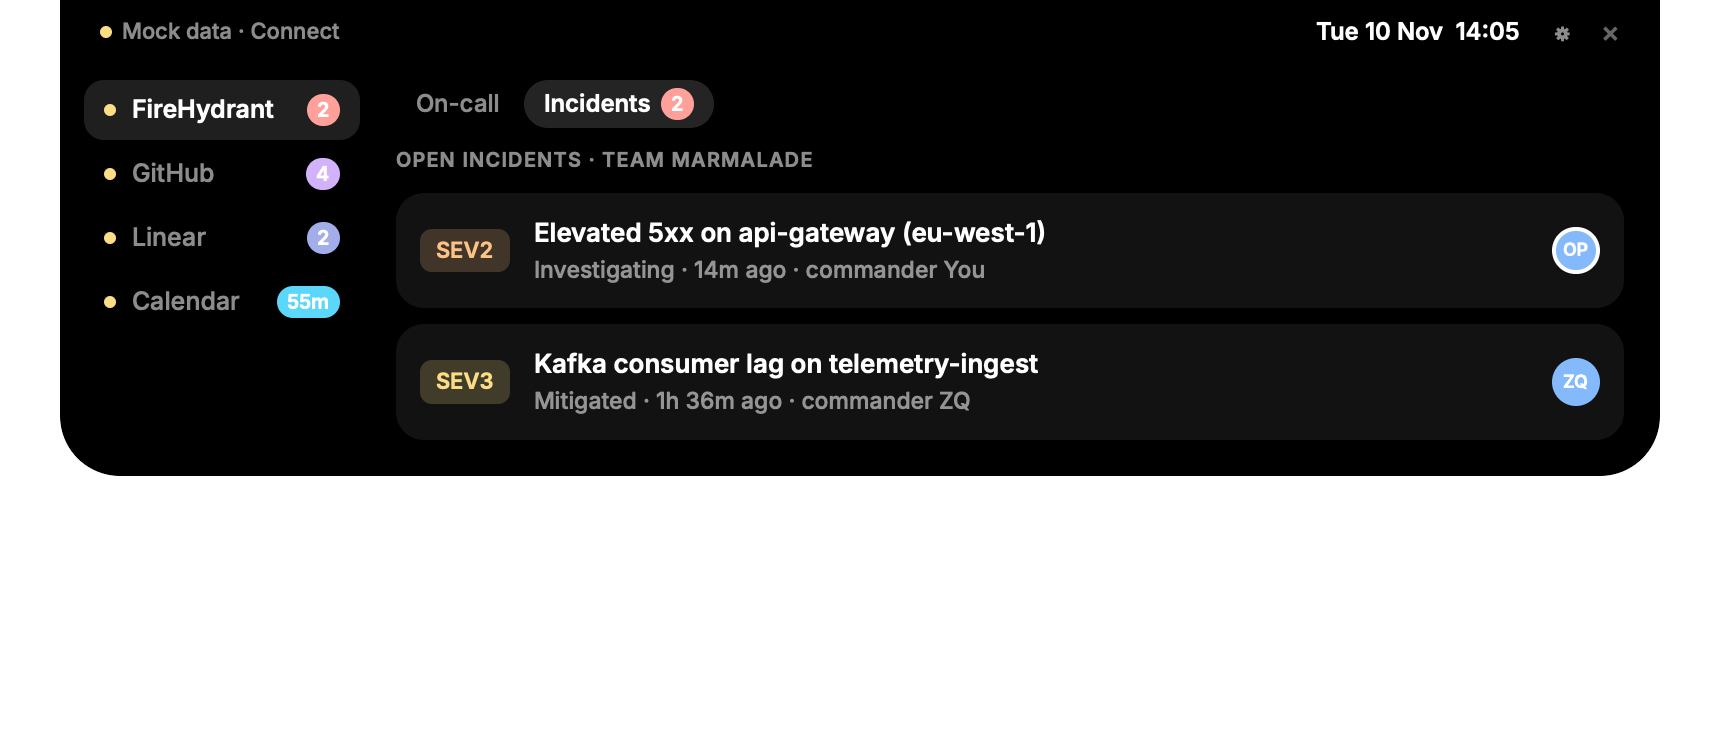 Mock data · Connect
Tue 10 Nov 14:05
FireHydrant 2
GitHub 4
Linear 2
Calendar 55m
On-call
Incidents 2
OPEN INCIDENTS · TEAM MARMALADE
SEV2
Elevated 5xx on api-gateway (eu-west-1)
Investigating · 14m ago · commander You
OP
SEV3
Kafka consumer lag on telemetry-ingest
Mitigated · 1h 36m ago · commander ZQ
ZQ